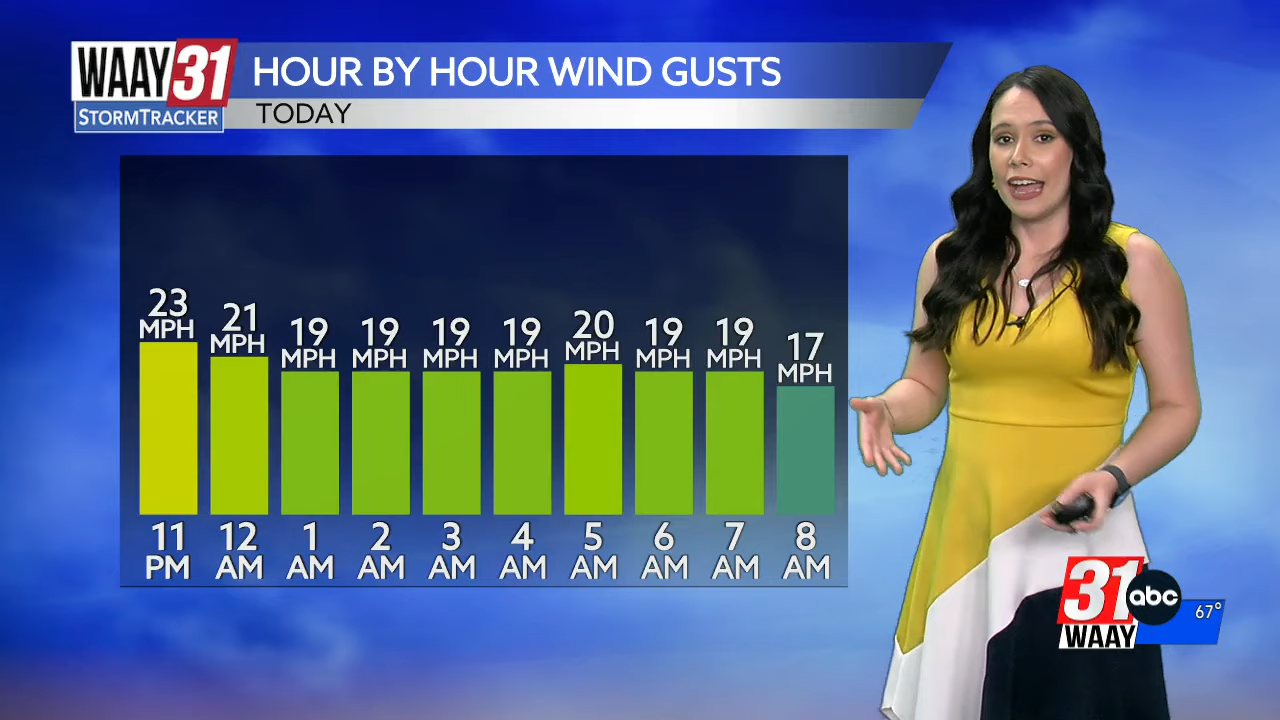 WAAY 31
STORMTRACKER
HOUR BY HOUR WIND GUSTS
TODAY
23 MPH
21 MPH
19 MPH
19 MPH
19 MPH
19 MPH
20 MPH
19 MPH
19 MPH
17 MPH
11 PM
12 AM
1 AM
2 AM
3 AM
4 AM
5 AM
6 AM
7 AM
8 AM
31
abc
67°
WAAY